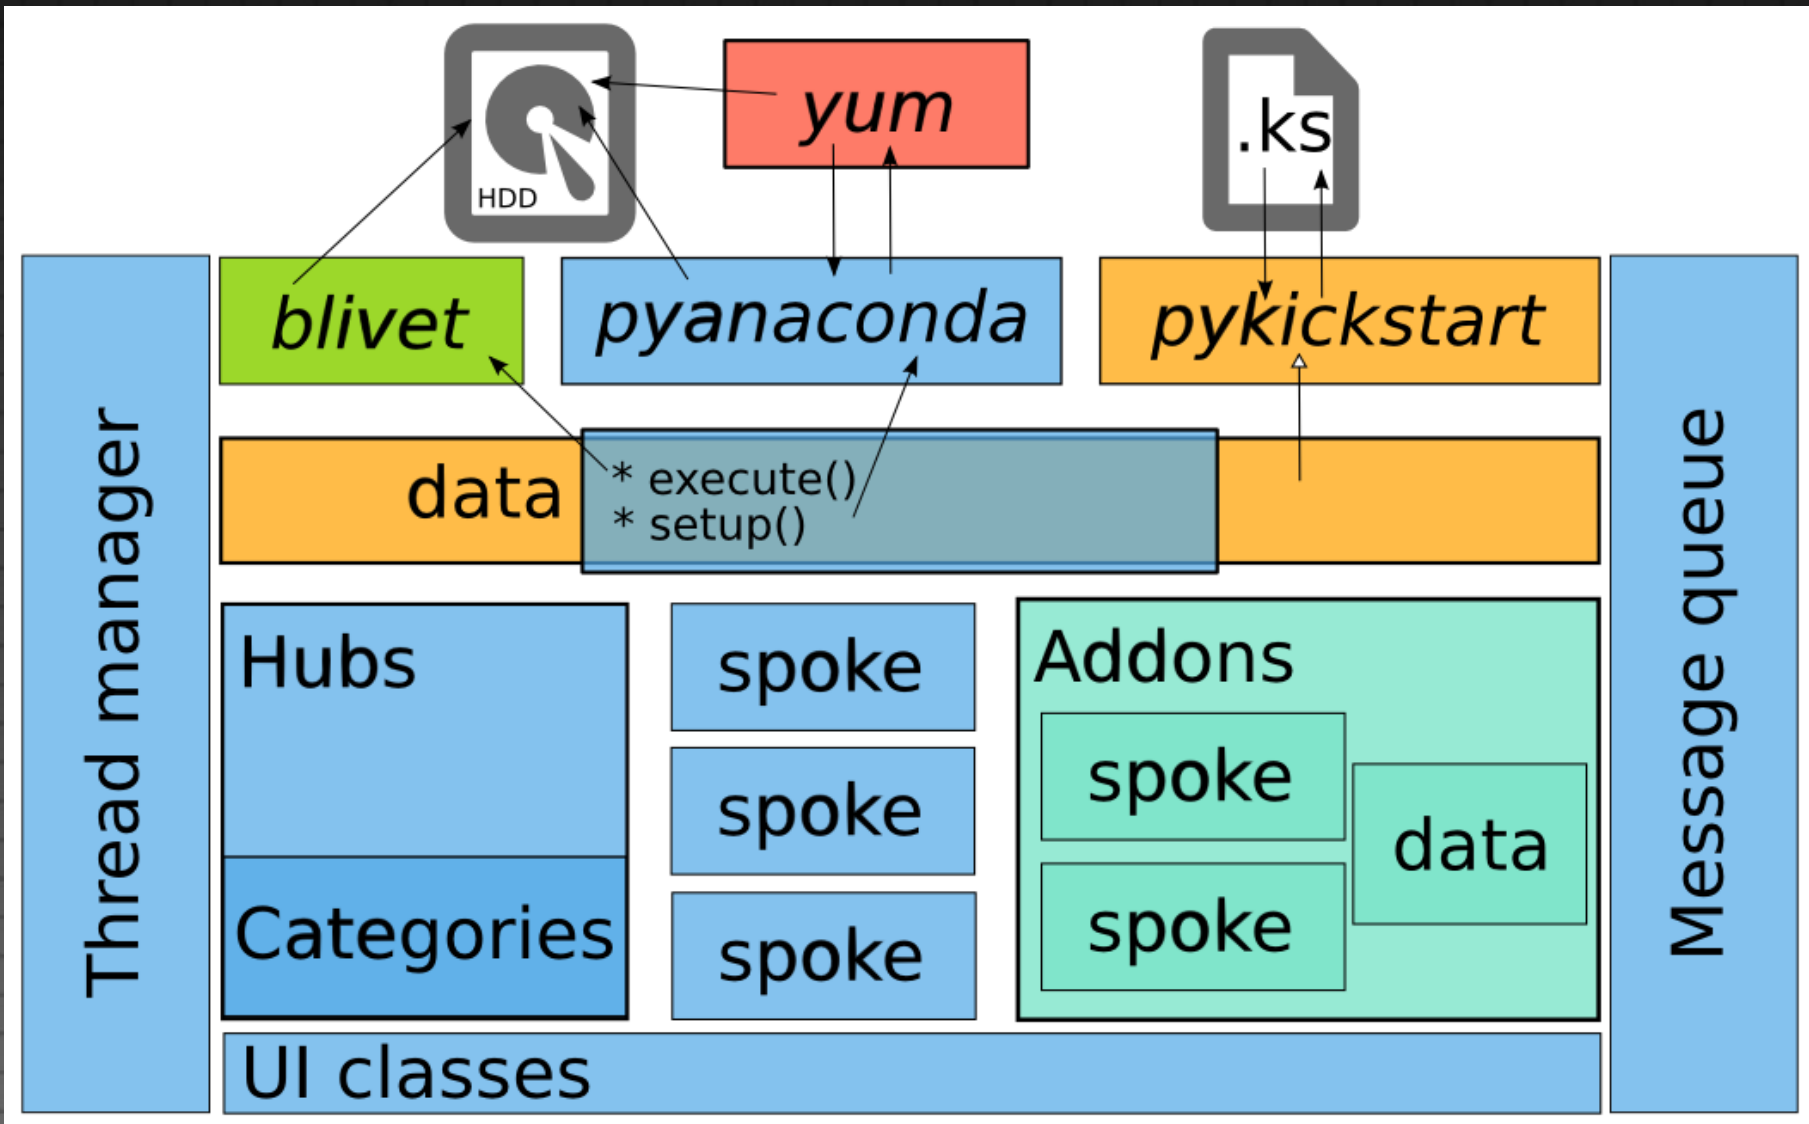 HDD
yum
.ks
Thread manager
blivet
pyanaconda
pykickstart
Message queue
data
* execute()
* setup()
Hubs
Categories
spoke
spoke
spoke
Addons
spoke
spoke
data
UI classes